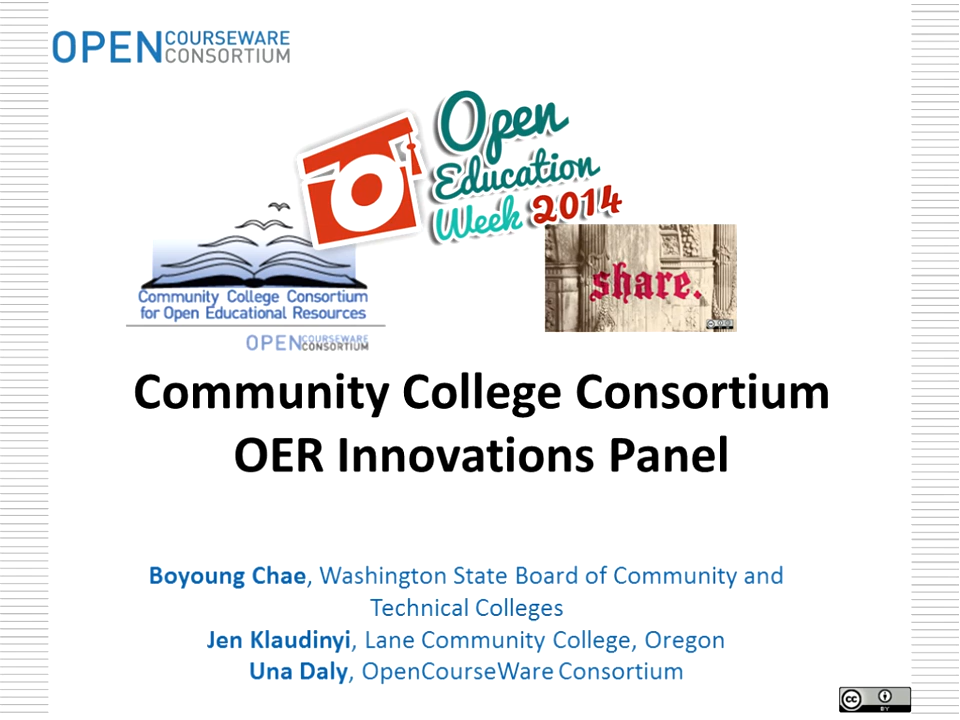 OPEN COURSEWARE
CONSORTIUM
Open
Education
Week 2014
share.
Community College Consortium
for Open Educational Resources
OPEN COURSEWARE
CONSORTIUM
Community College Consortium
OER Innovations Panel
Boyoung Chae, Washington State Board of Community and
Technical Colleges
Jen Klaudinyi, Lane Community College, Oregon
Una Daly, OpenCourseWare Consortium
cc
BY